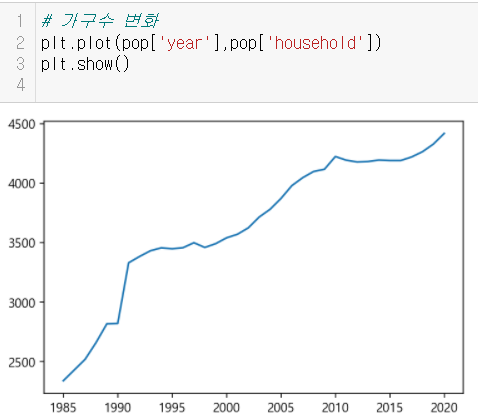 1 # 가구수 변화
2 plt.plot(pop['year'],pop['household'])
3 plt.show()
4
4500
4000
3500
3000
2500
1985 1990 1995 2000 2005 2010 2015 2020